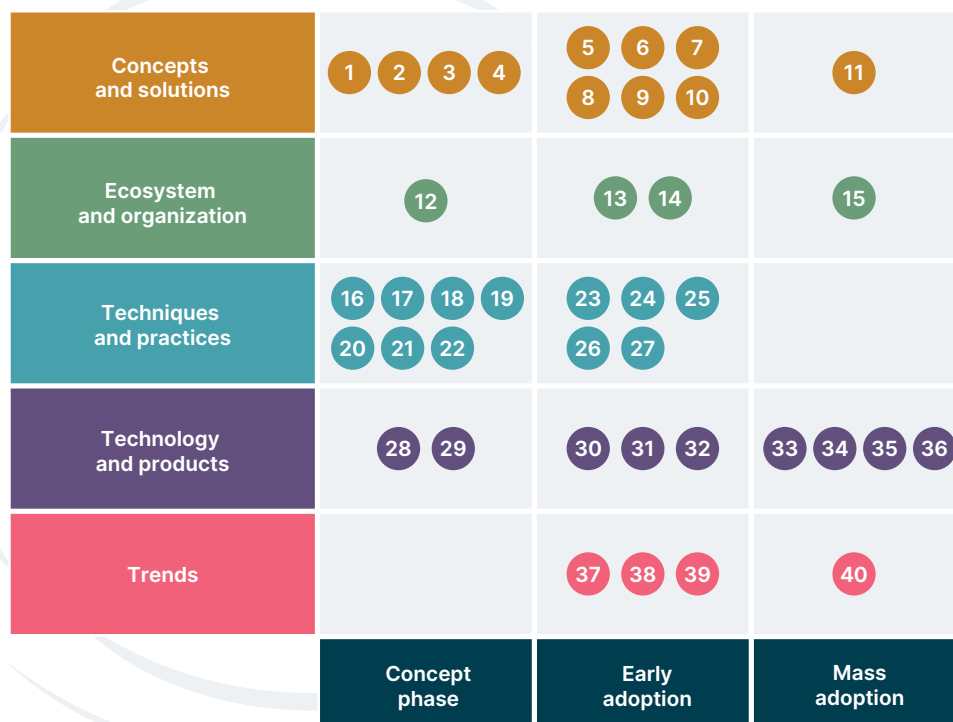 Concepts
and solutions
1 2 3 4
5 6 7
8 9 10
11
Ecosystem
and organization
12
13 14
15
Techniques
and practices
16 17 18 19
20 21 22
23 24 25
26 27
Technology
and products
28 29
30 31 32
33 34 35 36
Trends
37 38 39
40
Concept
phase
Early
adoption
Mass
adoption